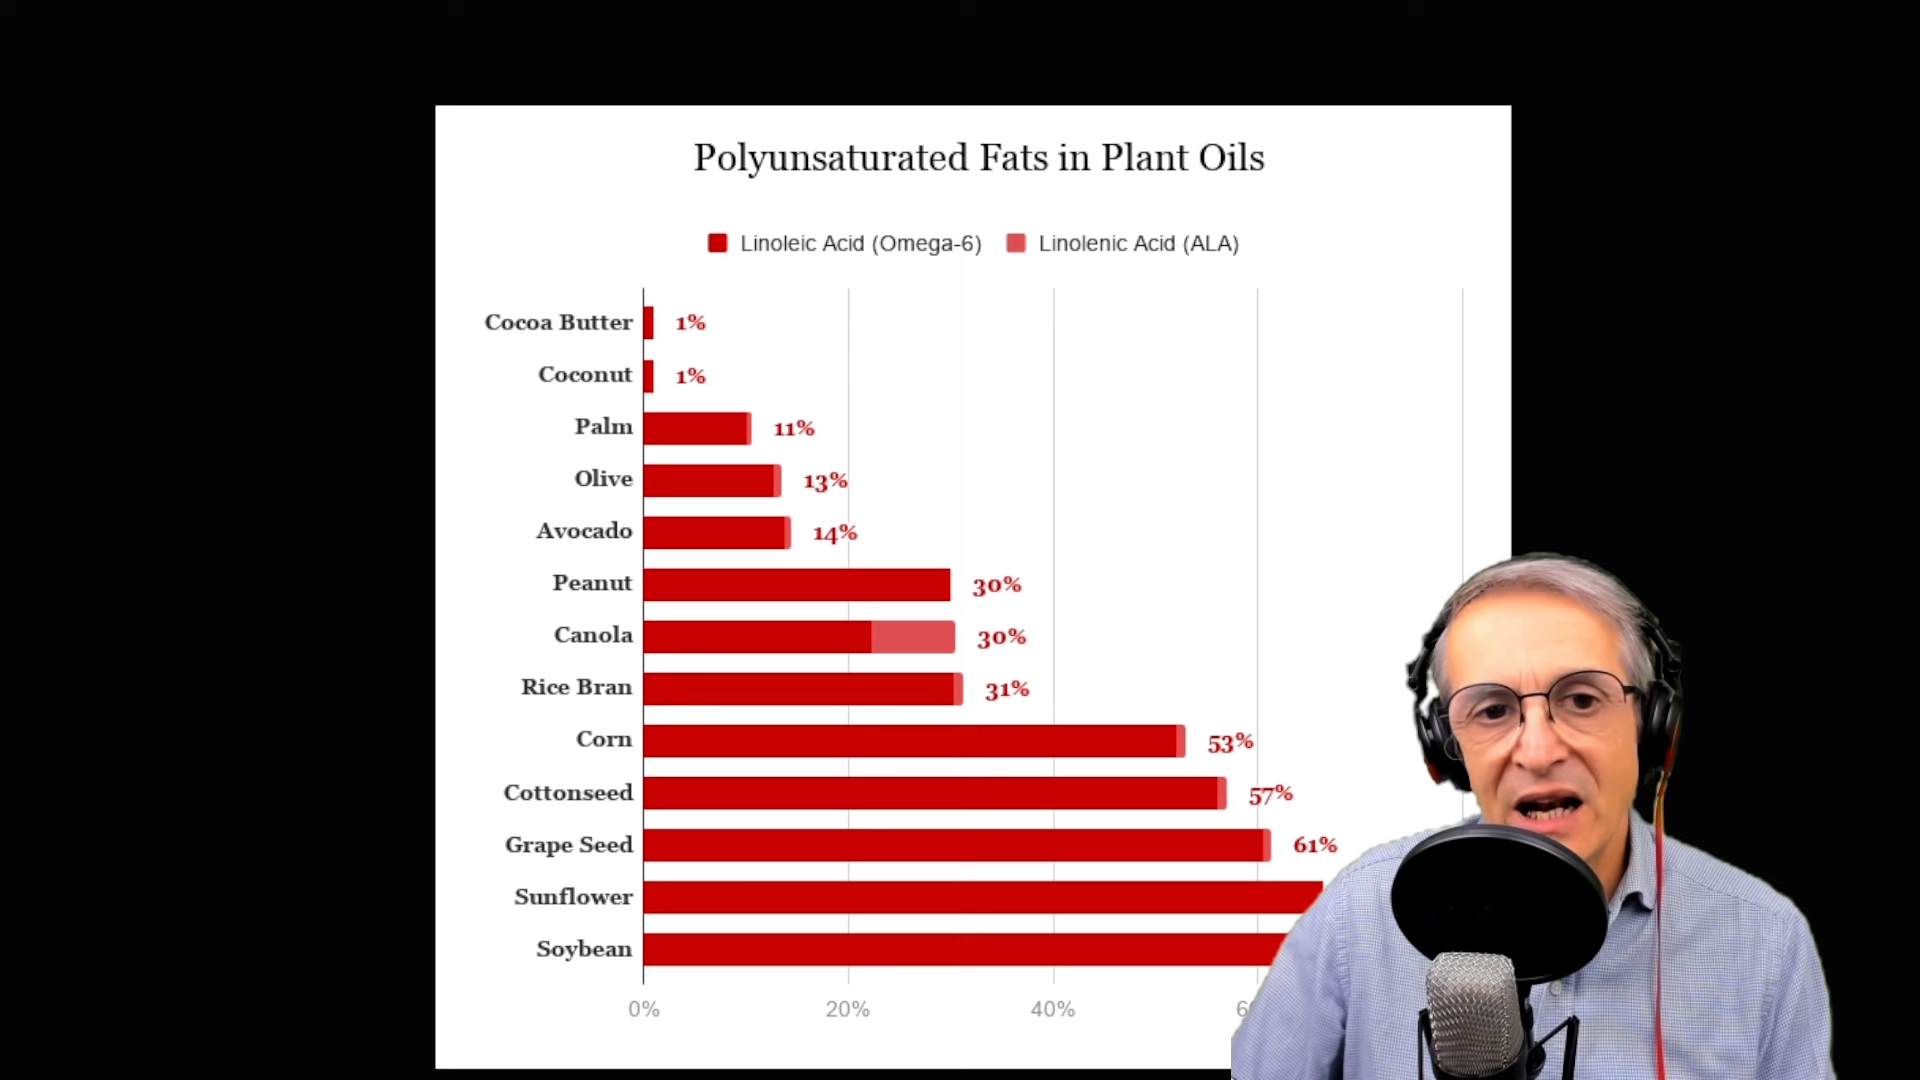 Polyunsaturated Fats in Plant Oils
Linoleic Acid (Omega-6) Linolenic Acid (ALA)
Cocoa Butter 1%
Coconut 1%
Palm 11%
Olive 13%
Avocado 14%
Peanut 30%
Canola 30%
Rice Bran 31%
Corn 53%
Cottonseed 57%
Grape Seed 61%
Sunflower
Soybean
0% 20% 40%